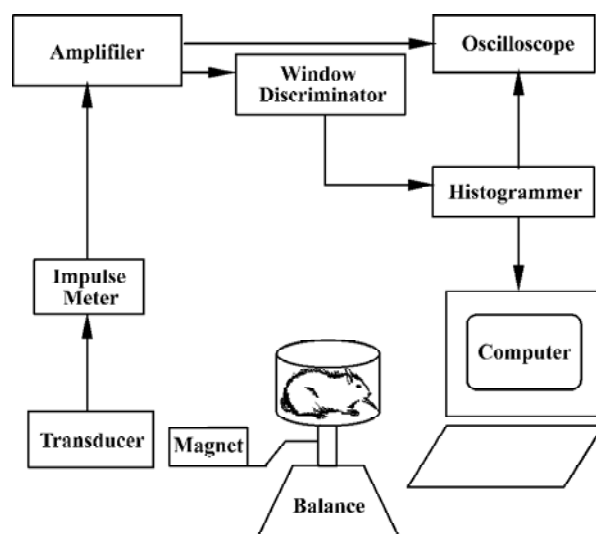 Amplifiler
Oscilloscope
Window
Discriminator
Histogrammer
Impulse
Meter
Computer
Transducer
Magnet
Balance